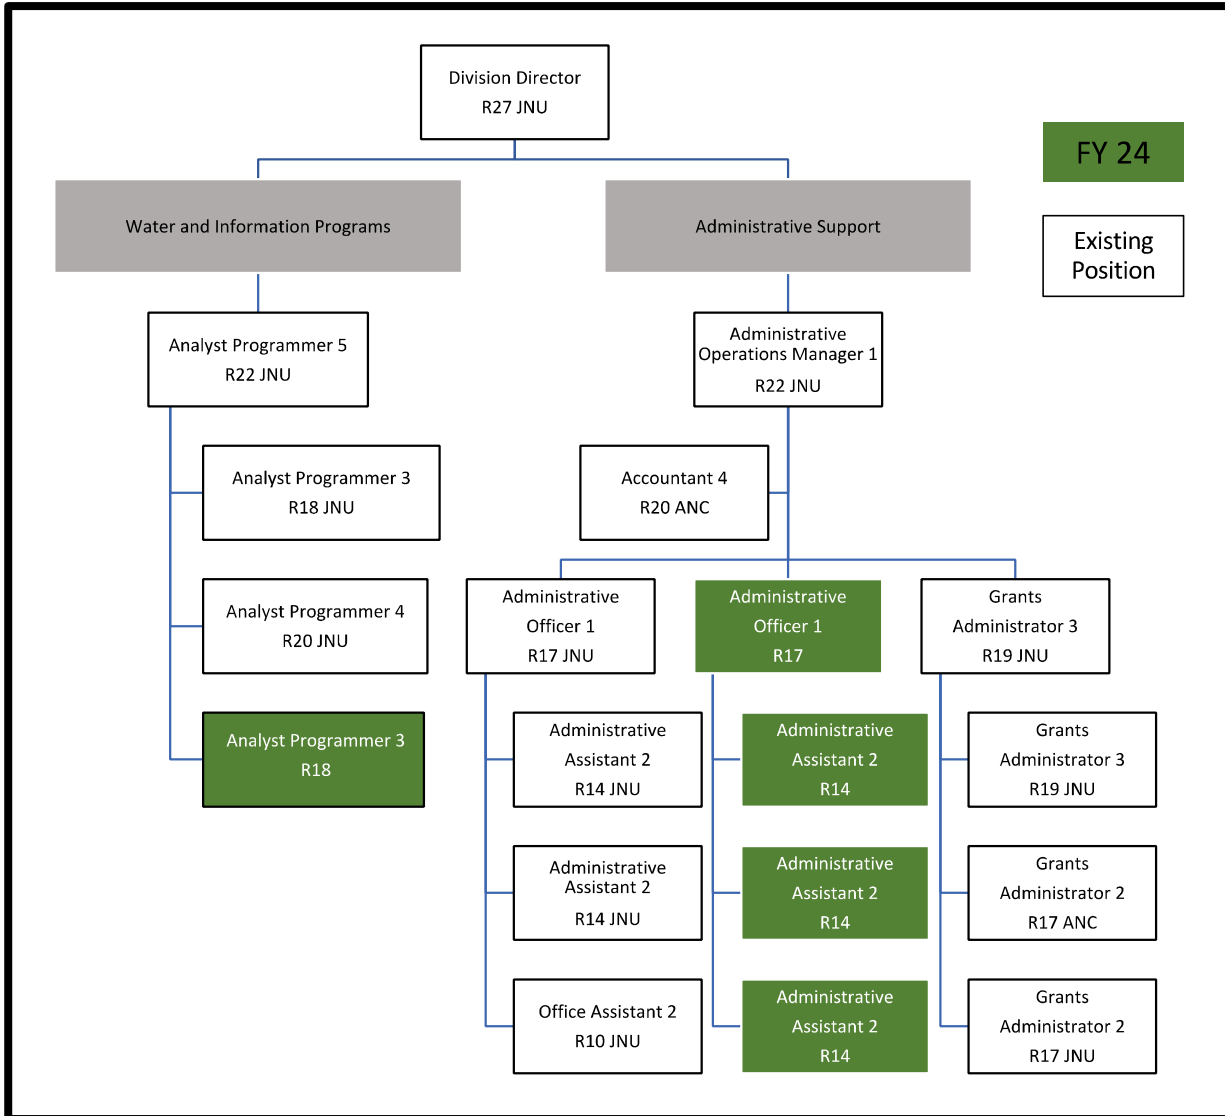 Division Director
R27 JNU
FY 24
Existing
Position
Water and Information Programs
Administrative Support
Analyst Programmer 5
R22 JNU
Administrative
Operations Manager 1
R22 JNU
Analyst Programmer 3
R18 JNU
Accountant 4
R20 ANC
Analyst Programmer 4
R20 JNU
Administrative
Officer 1
R17 JNU
Administrative
Officer 1
R17
Grants
Administrator 3
R19 JNU
Analyst Programmer 3
R18
Administrative
Assistant 2
R14 JNU
Administrative
Assistant 2
R14
Grants
Administrator 3
R19 JNU
Administrative
Assistant 2
R14 JNU
Administrative
Assistant 2
R14
Grants
Administrator 2
R17 ANC
Office Assistant 2
R10 JNU
Administrative
Assistant 2
R14
Grants
Administrator 2
R17 JNU